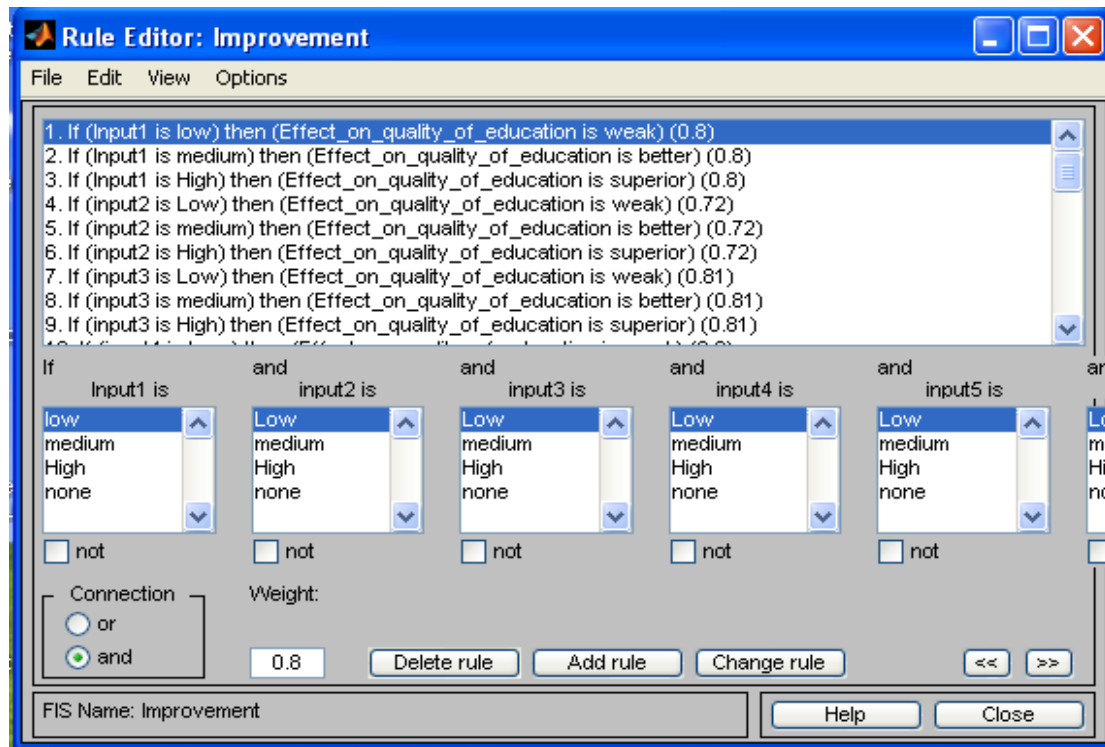 Rule Editor: Improvement
File Edit View Options
1. If (Input1 is low) then (Effect_on_quality_of_education is weak) (0.8)
2. If (Input1 is medium) then (Effect_on_quality_of_education is better) (0.8)
3. If (Input1 is High) then (Effect_on_quality_of_education is superior) (0.8)
4. If (input2 is Low) then (Effect_on_quality_of_education is weak) (0.72)
5. If (input2 is medium) then (Effect_on_quality_of_education is better) (0.72)
6. If (input2 is High) then (Effect_on_quality_of_education is superior) (0.72)
7. If (input3 is Low) then (Effect_on_quality_of_education is weak) (0.81)
8. If (input3 is medium) then (Effect_on_quality_of_education is better) (0.81)
9. If (input3 is High) then (Effect_on_quality_of_education is superior) (0.81)
If and and and and
Input1 is input2 is input3 is input4 is input5 is
low Low Low Low Low
medium medium medium medium medium
High High High High High
none none none none none
not not not not not
Connection Weight:
or
and 0.8 Delete rule Add rule Change rule << >>
FIS Name: Improvement Help Close